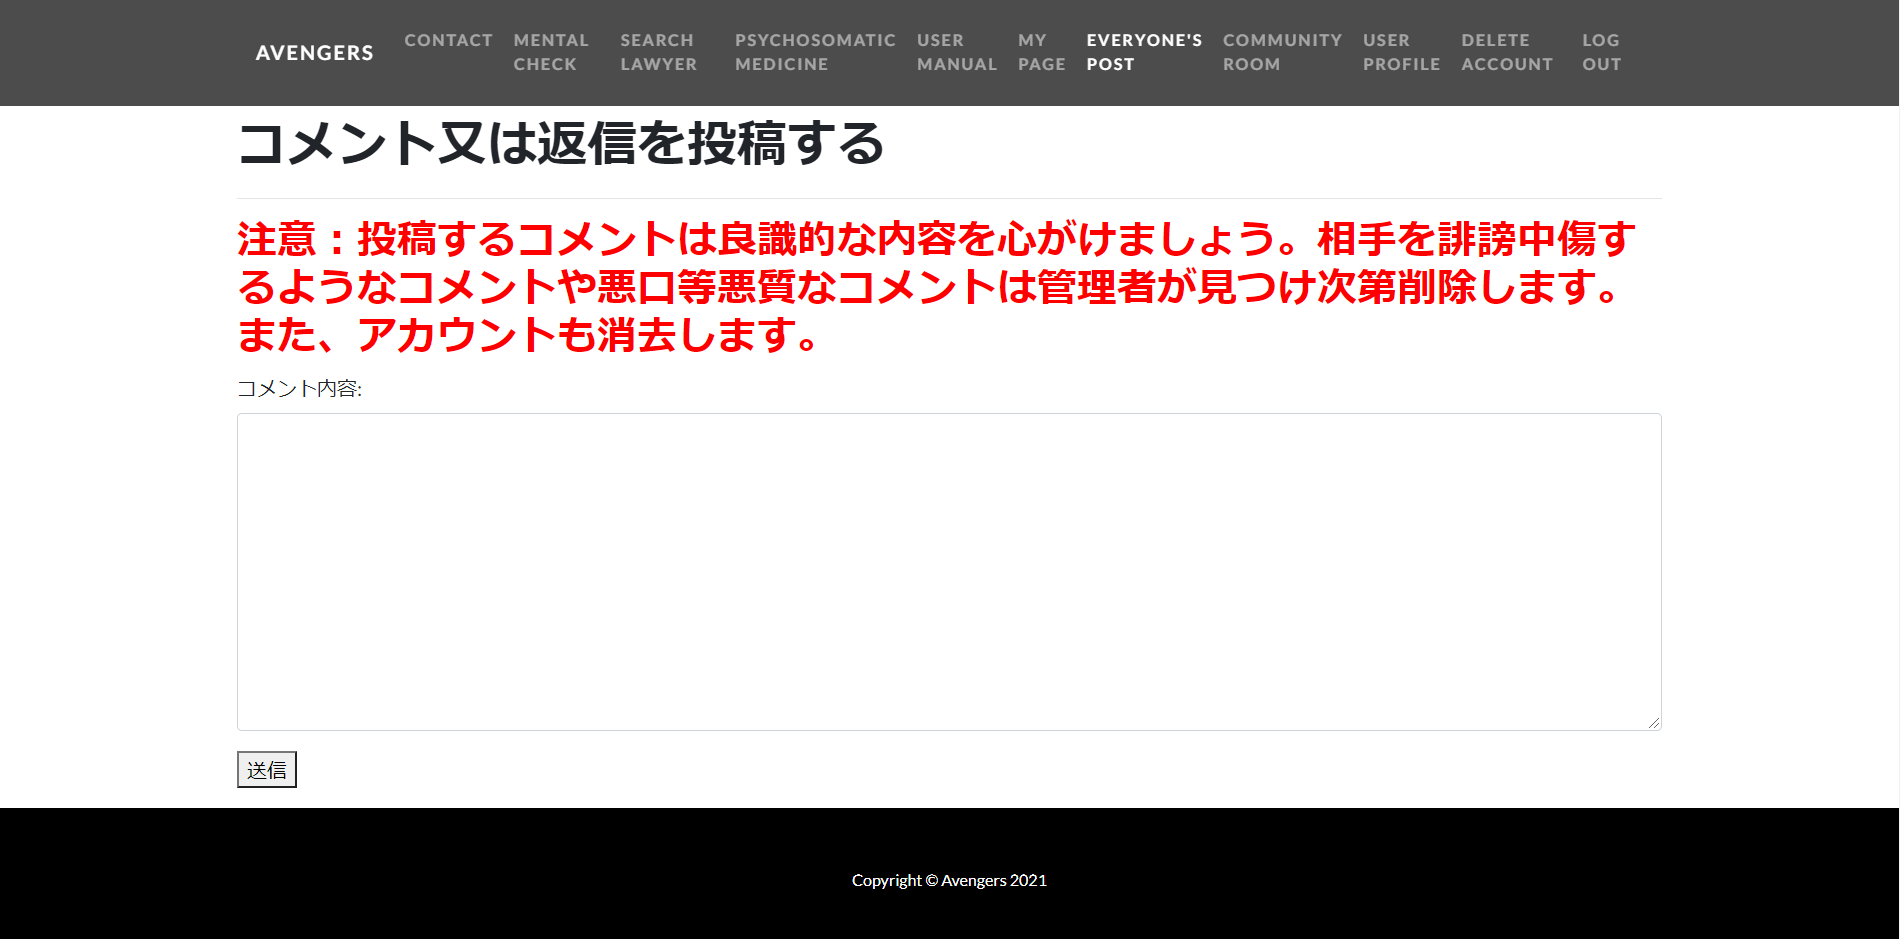 AVENGERS
CONTACT
MENTAL
CHECK
SEARCH
LAWYER
PSYCHOSOMATIC
MEDICINE
USER
MANUAL
MY
PAGE
EVERYONE'S
POST
COMMUNITY
ROOM
USER
PROFILE
DELETE
ACCOUNT
LOG
OUT
コメント又は返信を投稿する
注意：投稿するコメントは良識的な内容を心がけましょう。相手を誹謗中傷す
るようなコメントや悪口等悪質なコメントは管理者が見つけ次第削除します。
また、アカウントも消去します。
コメント内容:
送信
Copyright © Avengers 2021